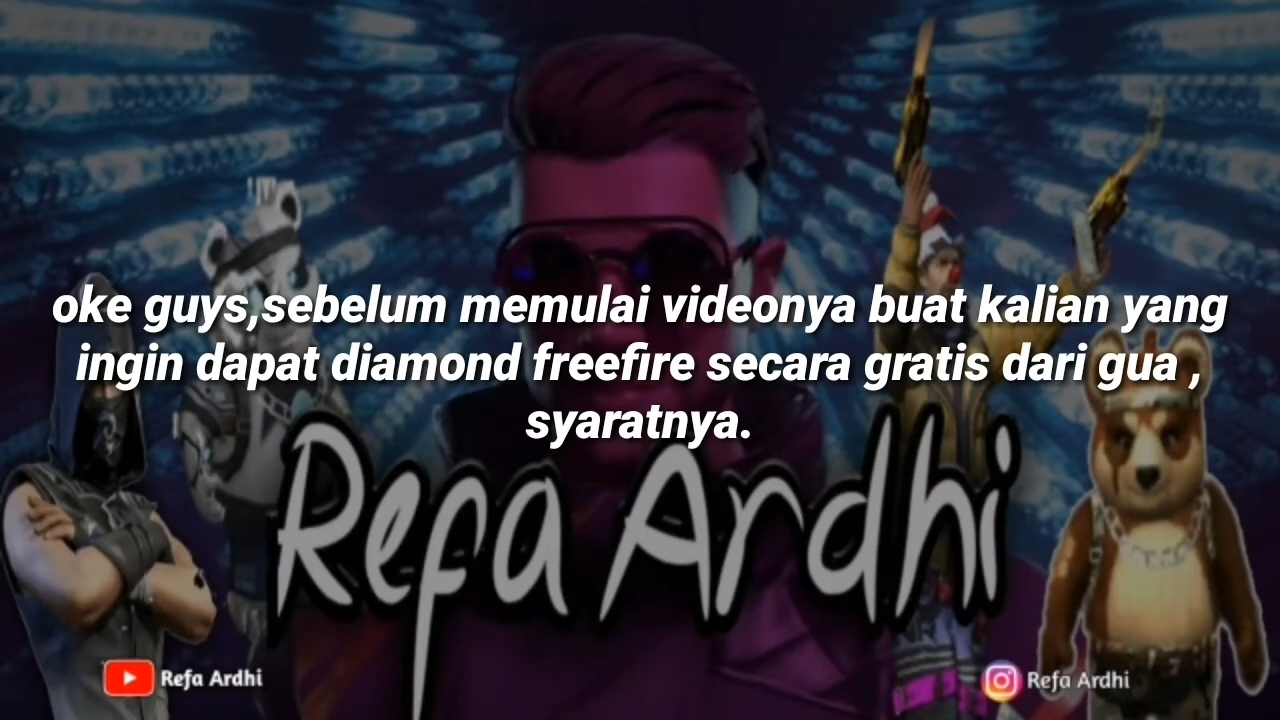 oke guys,sebelum memulai videonya buat kalian yang
ingin dapat diamond freefire secara gratis dari gua ,
syaratnya.
Refa Ardhi
Refa Ardhi
Refa Ardhi